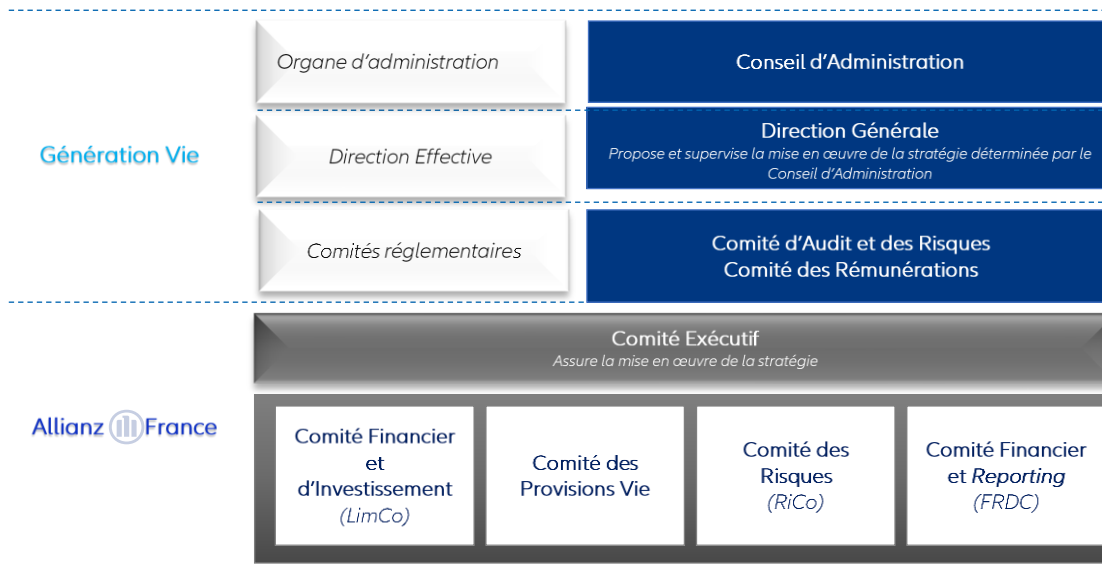 Organe d'administration
Conseil d'Administration
Génération Vie
Direction Effective
Direction Générale
Propose et supervise la mise en œuvre de la stratégie déterminée par le
Conseil d'Administration
Comités réglementaires
Comité d'Audit et des Risques
Comité des Rémunérations
Allianz France
Comité Exécutif
Assure la mise en œuvre de la stratégie
Comité Financier
et
d'Investissement
(LimCo)
Comité des
Provisions Vie
Comité des
Risques
(RiCo)
Comité Financier
et Reporting
(FRDC)